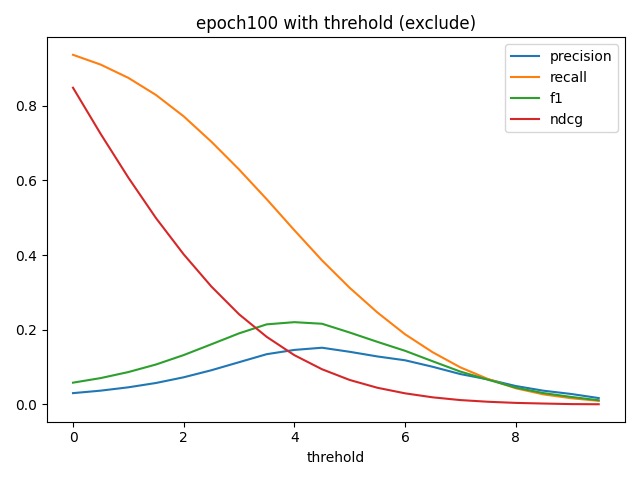 epoch100 with threhold (exclude)
precision
recall
f1
ndcg
0.8
0.6
0.4
0.2
0.0
0 2 4 6 8
threhold